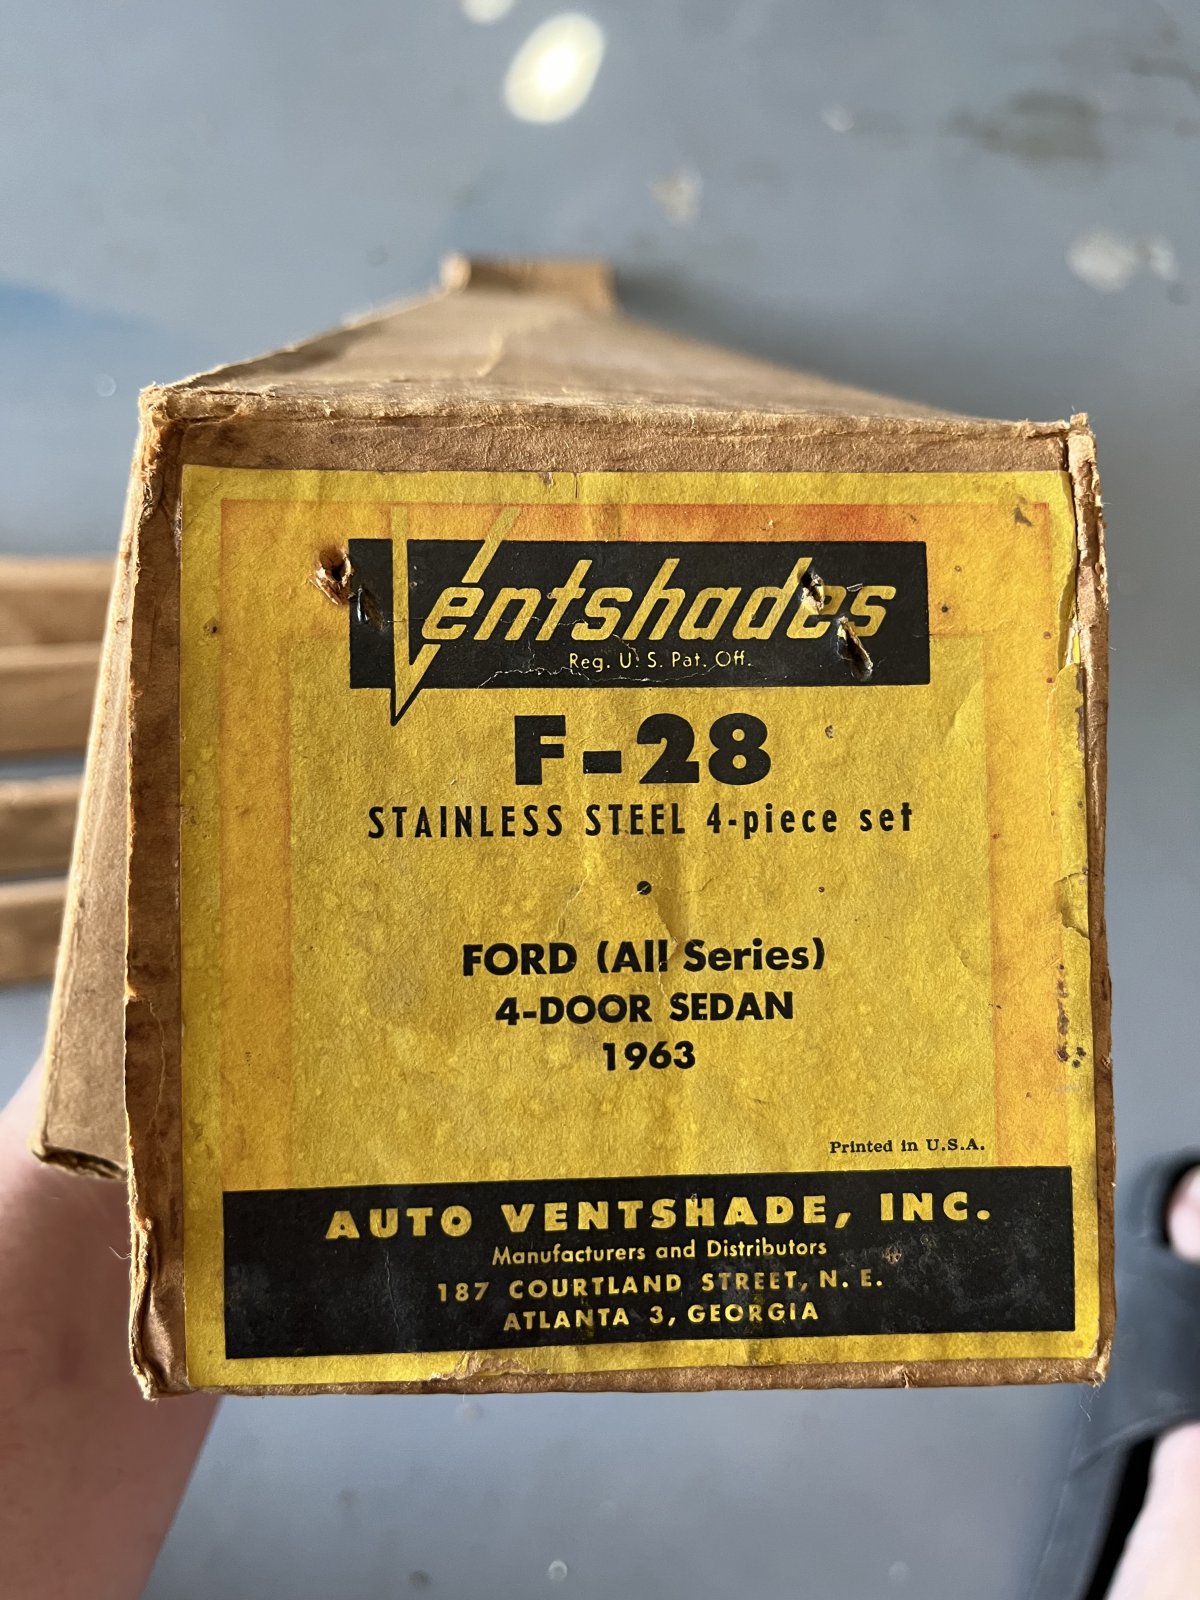 Ventshades
Reg. U. S. Pat. Off.
F-28
STAINLESS STEEL 4-piece set
FORD (All Series)
4-DOOR SEDAN
1963
Printed in U.S.A.
AUTO VENTSHADE, INC.
Manufacturers and Distributors
187 COURTLAND STREET, N. E.
ATLANTA 3, GEORGIA